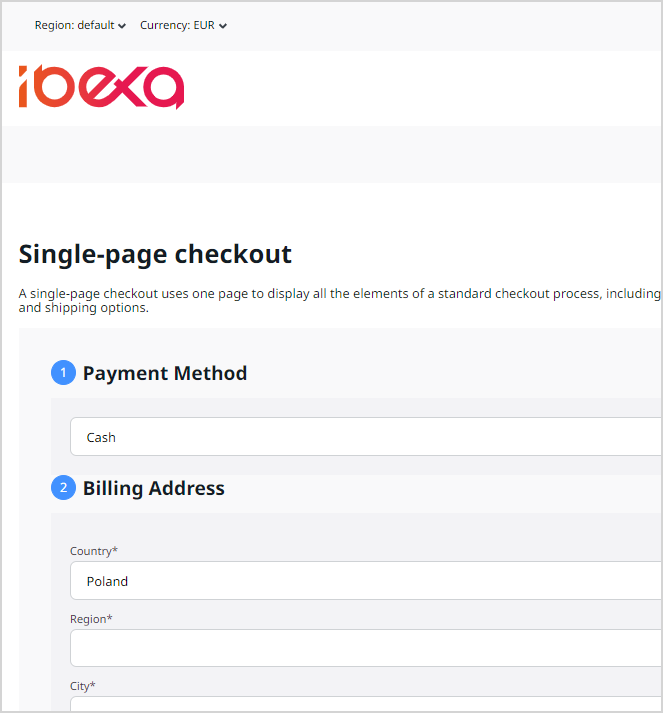 Region: default Currency: EUR
ibexa
Single-page checkout
A single-page checkout uses one page to display all the elements of a standard checkout process, including
and shipping options.
1 Payment Method
Cash
2 Billing Address
Country*
Poland
Region*
City*